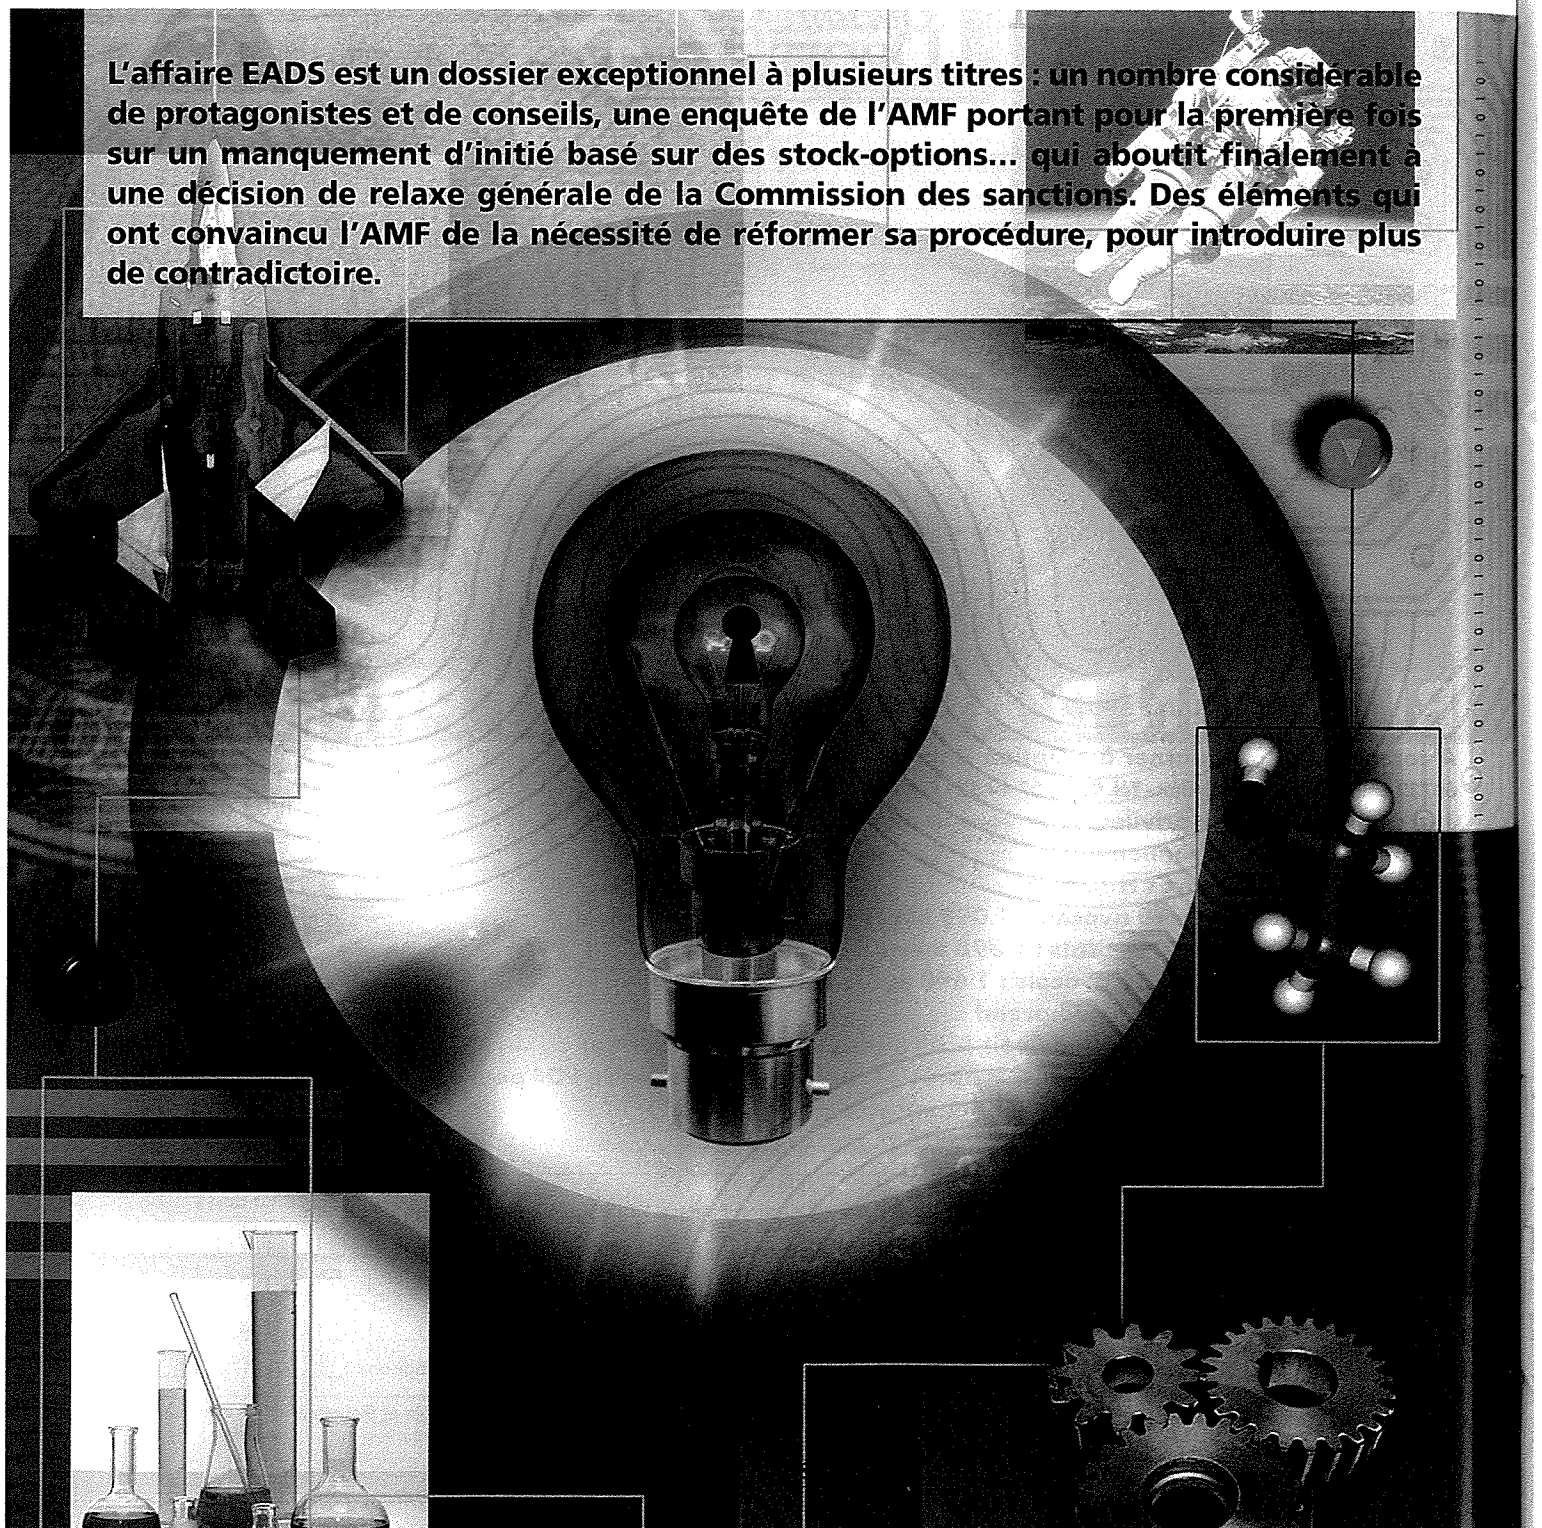 L'affaire EADS est un dossier exceptionnel à plusieurs titres : un nombre considérable
de protagonistes et de conseils, une enquête de l'AMF portant pour la première fois
sur un manquement d'initié basé sur des stock-options... qui aboutit finalement à
une décision de relaxe générale de la Commission des sanctions. Des éléments qui
ont convaincu l'AMF de la nécessité de réformer sa procédure, pour introduire plus
de contradictoire.